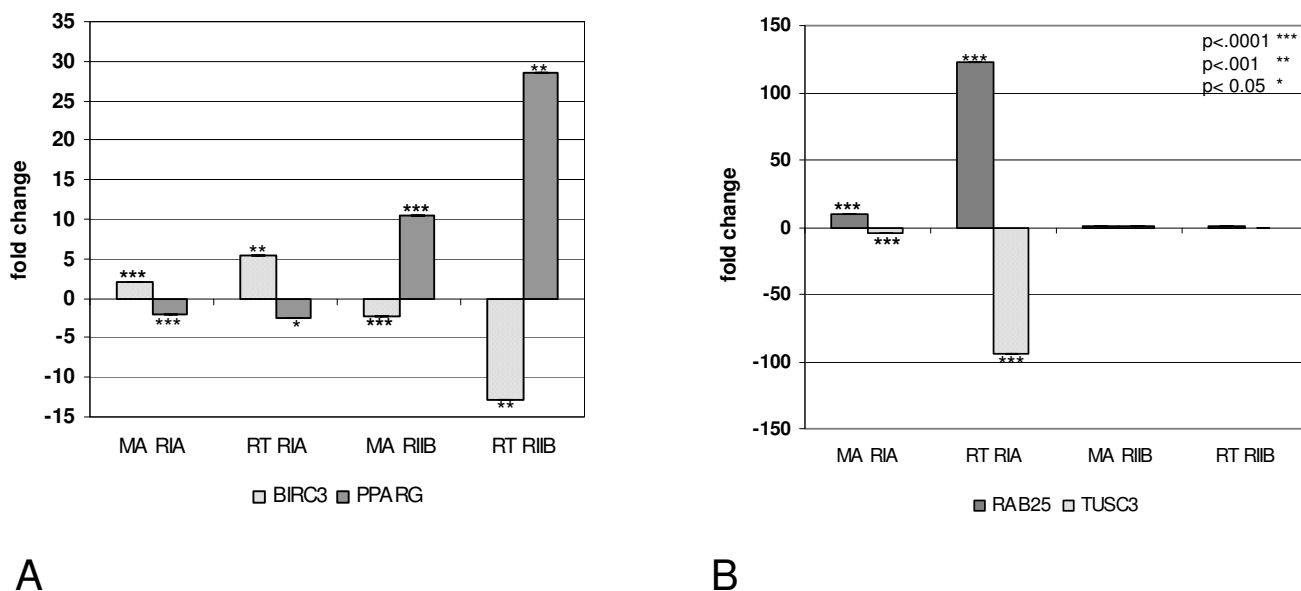 35
30
25
20
15
10
5
0
-5
-10
-15
fold change
***
***
**
*
***
***
**
**
MA RIA RT RIA MA RIIB RT RIIB
BIRC3 PPARG
A
150
100
50
0
-50
-100
-150
fold change
p<.0001 ***
p<.001 **
p< 0.05 *
***
***
***
***
MA RIA RT RIA MA RIIB RT RIIB
RAB25 TUSC3
B